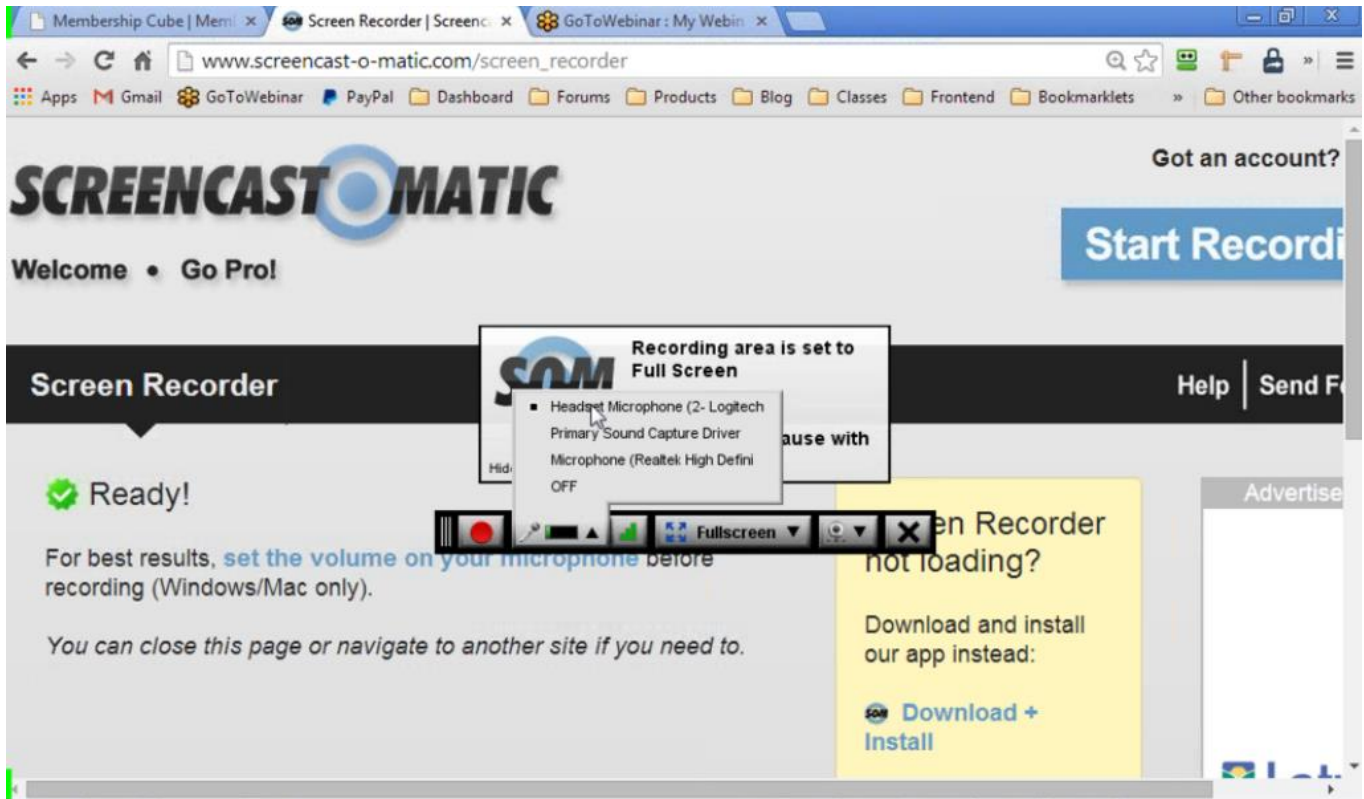 Membership Cube | Mem
Screen Recorder | Screenc
GoToWebinar : My Webin
www.screencast-o-matic.com/screen_recorder
Apps Gmail GoToWebinar PayPal Dashboard Forums Products Blog Classes Frontend Bookmarklets » Other bookmarks
Got an account?
SCREENCAST MATIC
Start Recordi
Welcome • Go Pro!
Recording area is set to
Full Screen
SOM
Screen Recorder
Help | Send F
Headset Microphone (2- Logitech
Primary Sound Capture Driver
ause with
Microphone (Realtek High Defini
Hid
OFF
Ready!
Advertise
en Recorder
Fullscreen
not loading?
For best results, set the volume on your microphone before
recording (Windows/Mac only).
Download and install
our app instead:
You can close this page or navigate to another site if you need to.
SOM Download +
Install